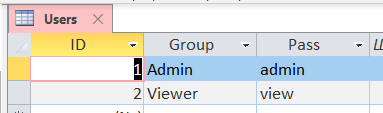 Users
ID Group Pass
1 Admin admin
2 Viewer view